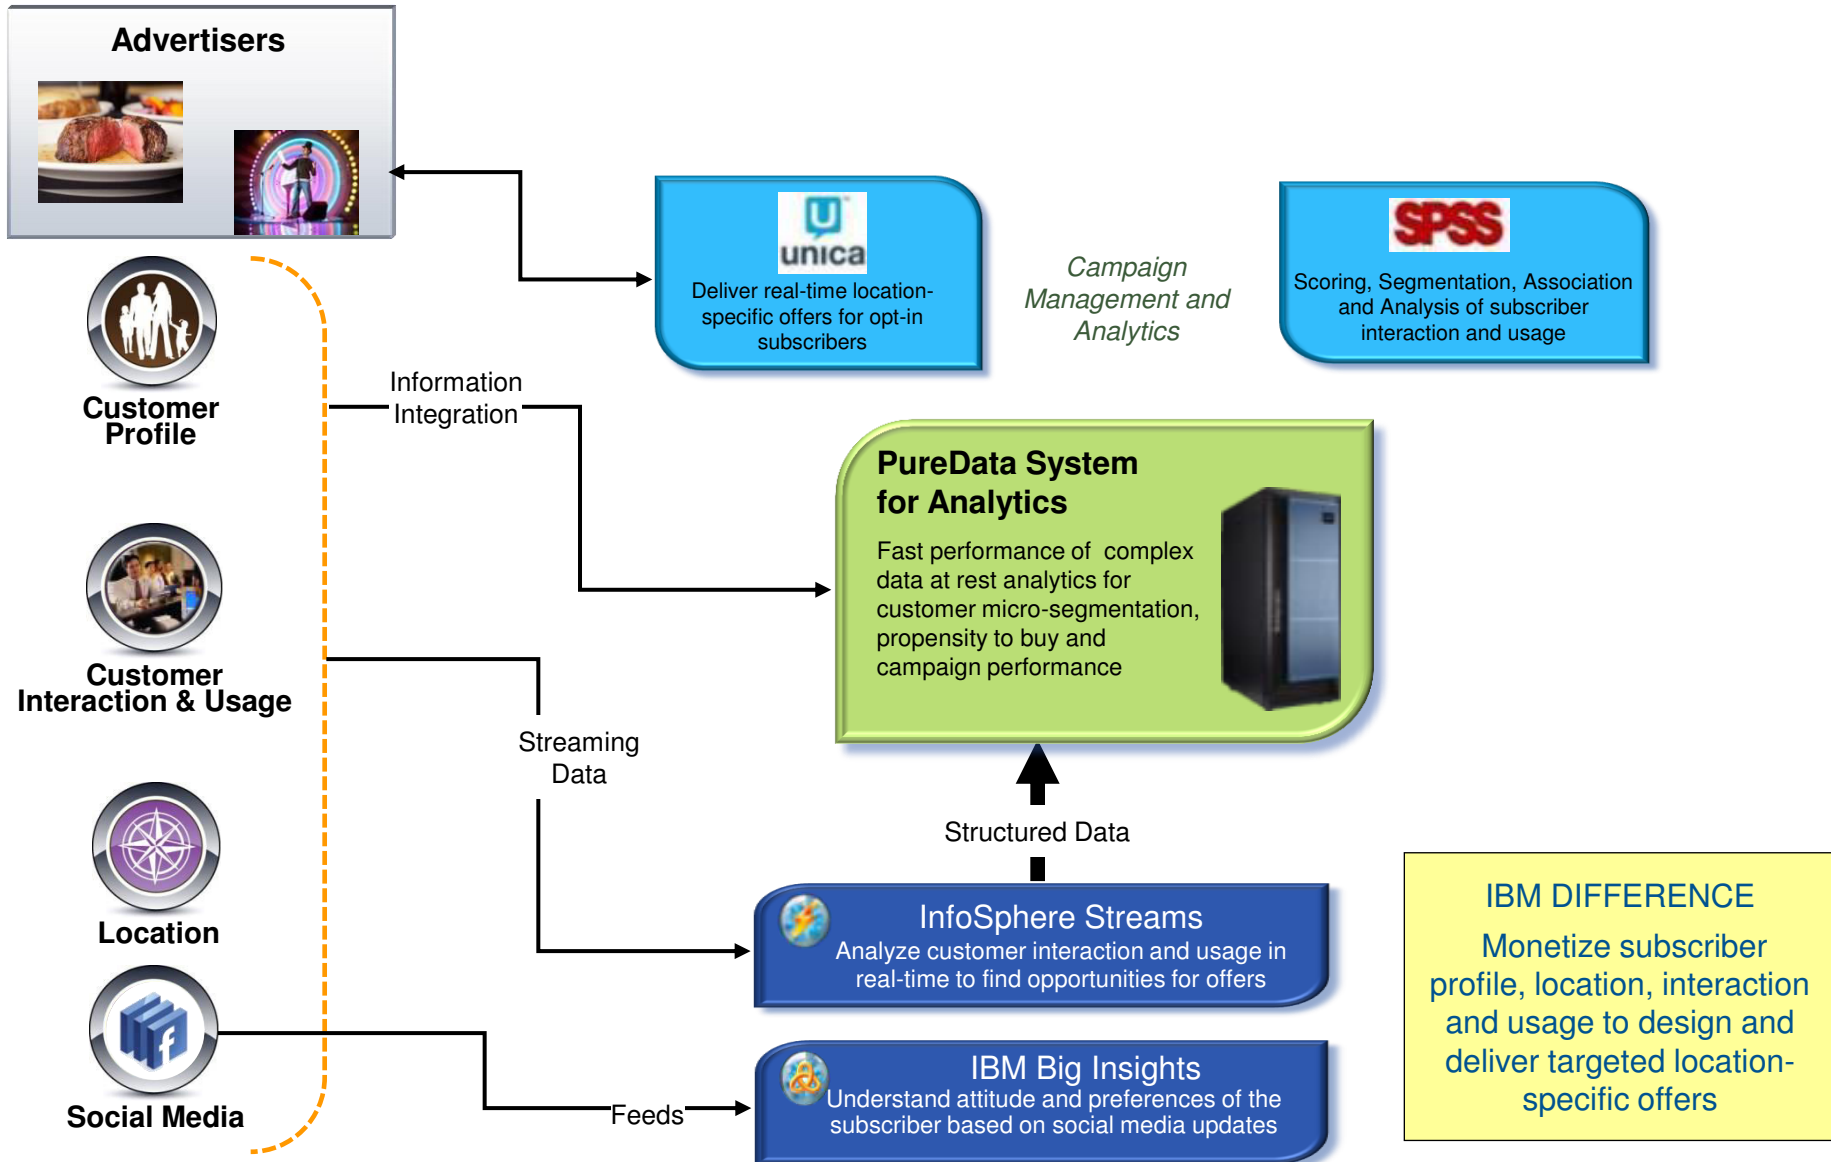 Advertisers
unica
Deliver real-time location-
specific offers for opt-in
subscribers
Campaign
Management and
Analytics
SPSS
Scoring, Segmentation, Association
and Analysis of subscriber
interaction and usage
Customer
Profile
Information
Integration
PureData System
for Analytics
Fast performance of complex
data at rest analytics for
customer micro-segmentation,
propensity to buy and
campaign performance
Customer
Interaction & Usage
Streaming
Data
Structured Data
Location
InfoSphere Streams
Analyze customer interaction and usage in
real-time to find opportunities for offers
Social Media
Feeds
IBM Big Insights
Understand attitude and preferences of the
subscriber based on social media updates
IBM DIFFERENCE
Monetize subscriber
profile, location, interaction
and usage to design and
deliver targeted location-
specific offers